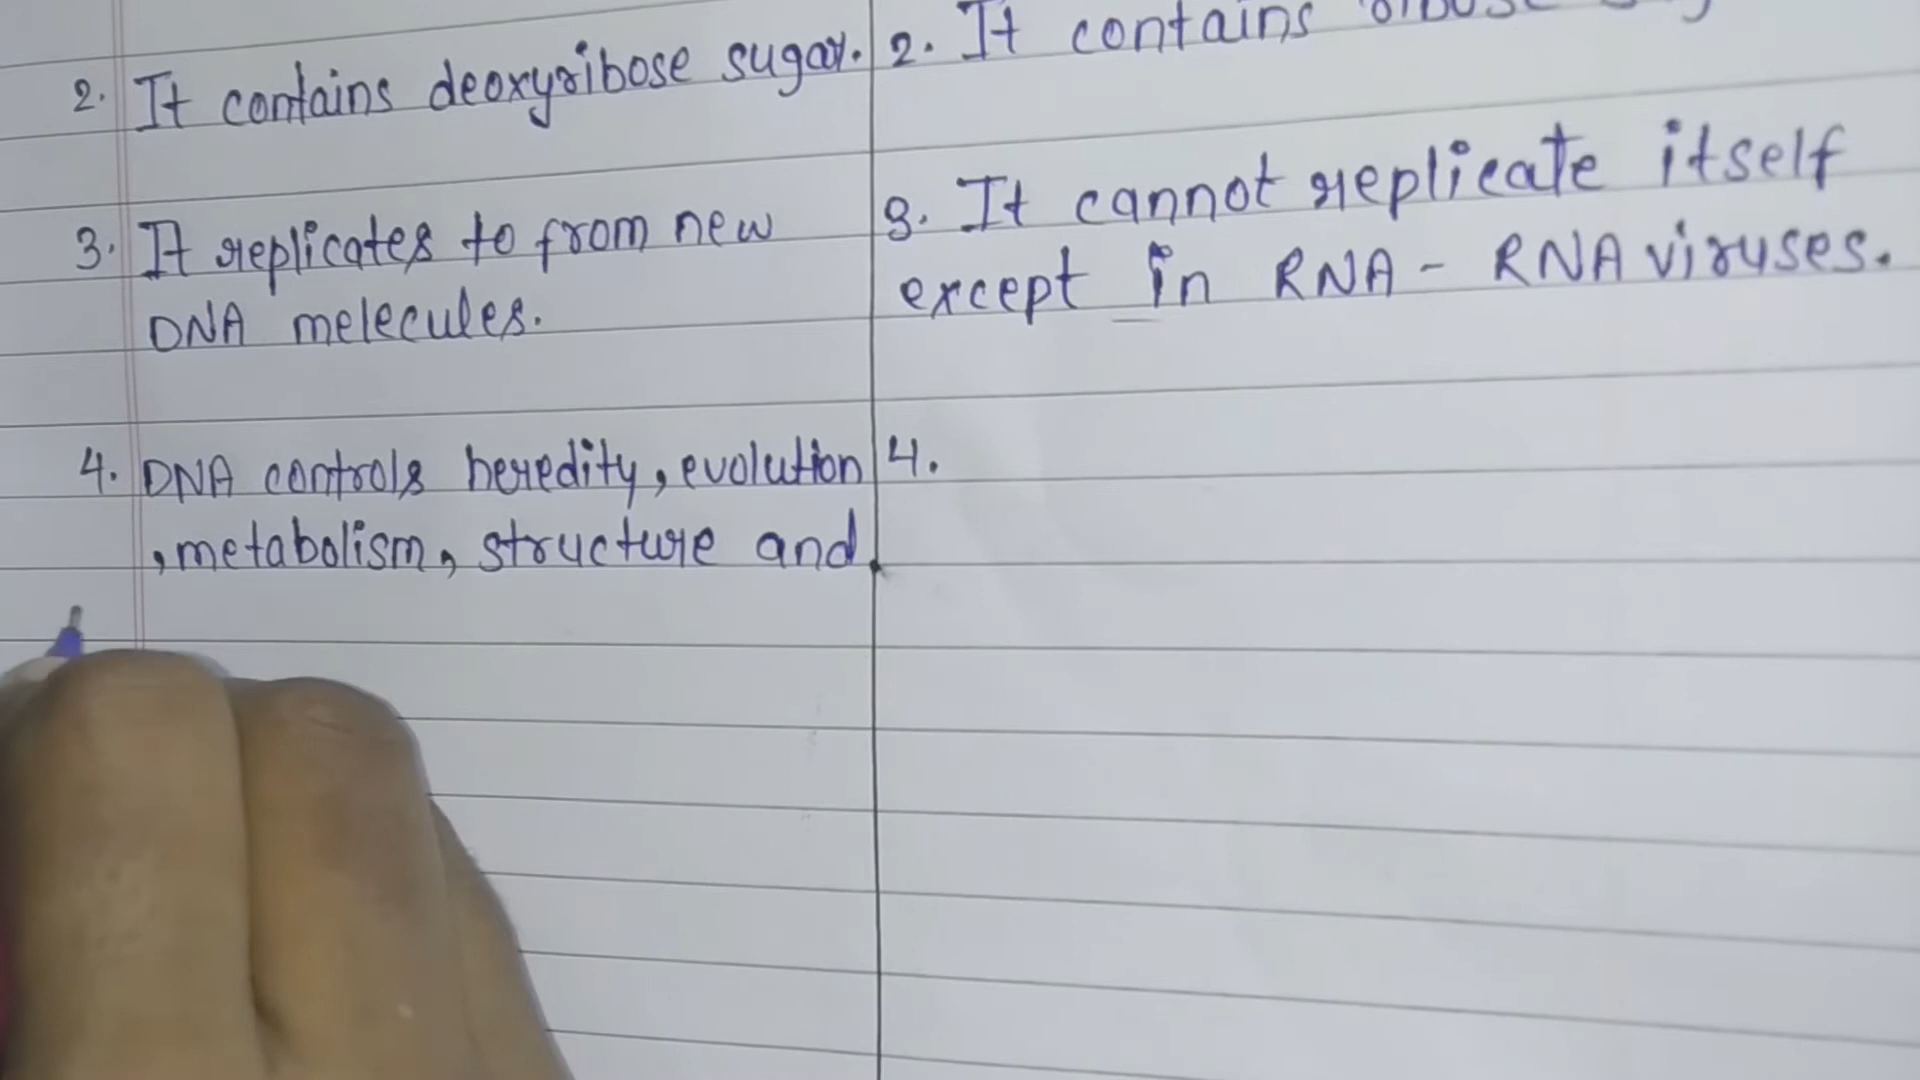 2. It contains deoxyribose sugar.
2. It contains
3. It replicates to from new
DNA melecules.
3. It cannot replicate itself
except in RNA - RNA viruses.
4. DNA controls heredity, evolution
, metabolism, structure and
4.